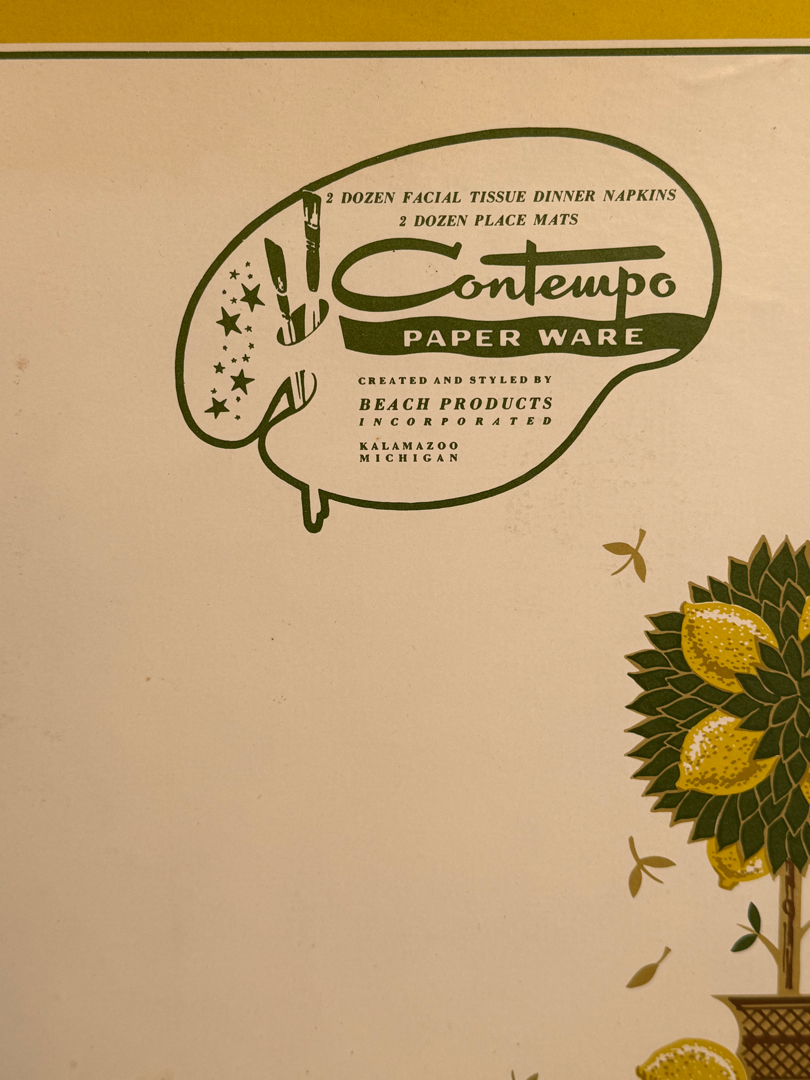 2 DOZEN FACIAL TISSUE DINNER NAPKINS
2 DOZEN PLACE MATS
Contempo
PAPER WARE
CREATED AND STYLED BY
BEACH PRODUCTS
INCORPORATED
KALAMAZOO
MICHIGAN